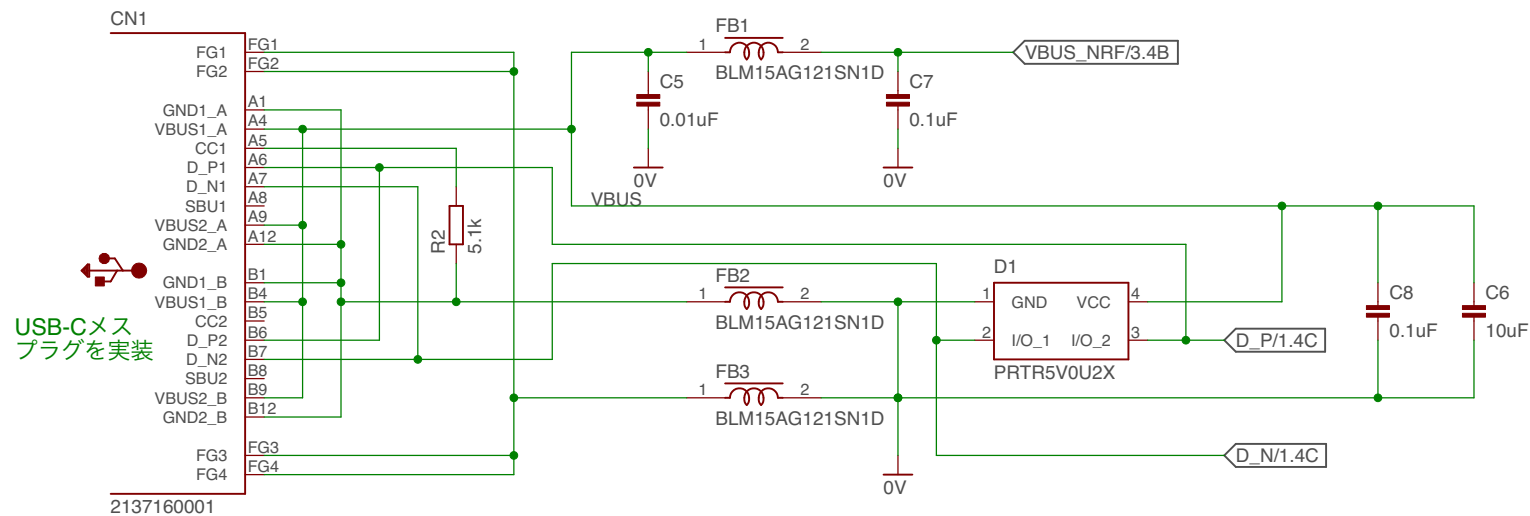 CN1
FG1 FG1
FG2 FG2
GND1_A A1
VBUS1_A A4
CC1 A5
D_P1 A6
D_N1 A7
SBU1 A8
VBUS2_A A9
GND2_A A12
GND1_B B1
VBUS1_B B4
CC2 B5
D_P2 B6
D_N2 B7
SBU2 B8
VBUS2_B B9
GND2_B B12
FG3 FG3
FG4 FG4
2137160001
USB-Cメス
プラグを実装
R2
5.1k
FB1
1 2
BLM15AG121SN1D
C5
0.01uF
0V
C7
0.1uF
0V
VBUS_NRF/3.4B
VBUS
FB2
1 2
BLM15AG121SN1D
FB3
1 2
BLM15AG121SN1D
0V
D1
1 GND VCC 4
2 I/O_1 I/O_2 3
PRTR5V0U2X
C8
0.1uF
C6
10uF
D_P/1.4C
D_N/1.4C